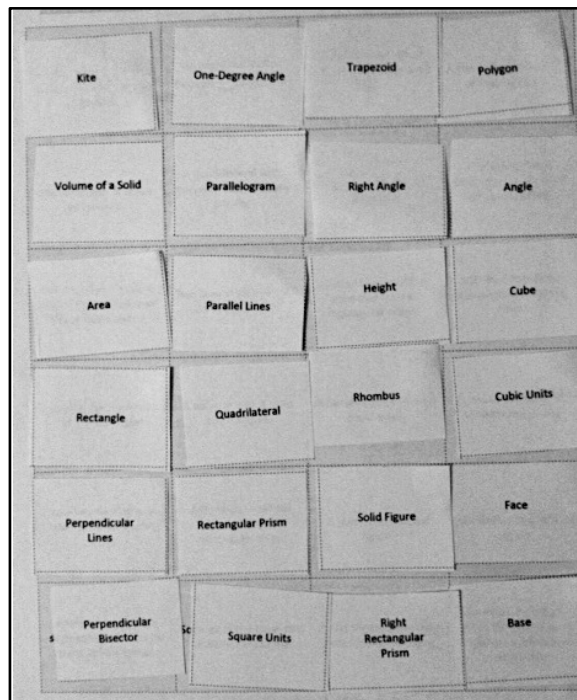 Kite
One-Degree Angle
Trapezoid
Polygon
Volume of a Solid
Parallelogram
Right Angle
Angle
Area
Parallel Lines
Height
Cube
Rectangle
Quadrilateral
Rhombus
Cubic Units
Perpendicular
Lines
Rectangular Prism
Solid Figure
Face
s
Perpendicular
Bisector
Sc
Square Units
Right
Rectangular
Prism
Base